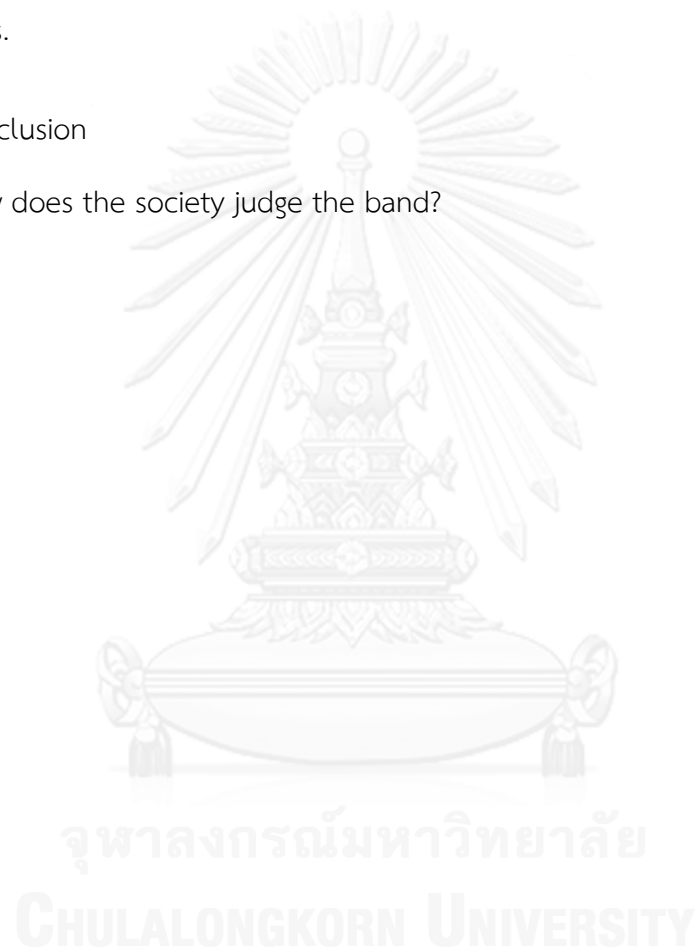 s.
clusion
does the society judge the band?
จุฬาลงกรณ์มหาวิทยาลัย
CHULALONGKORN UNIVERSITY